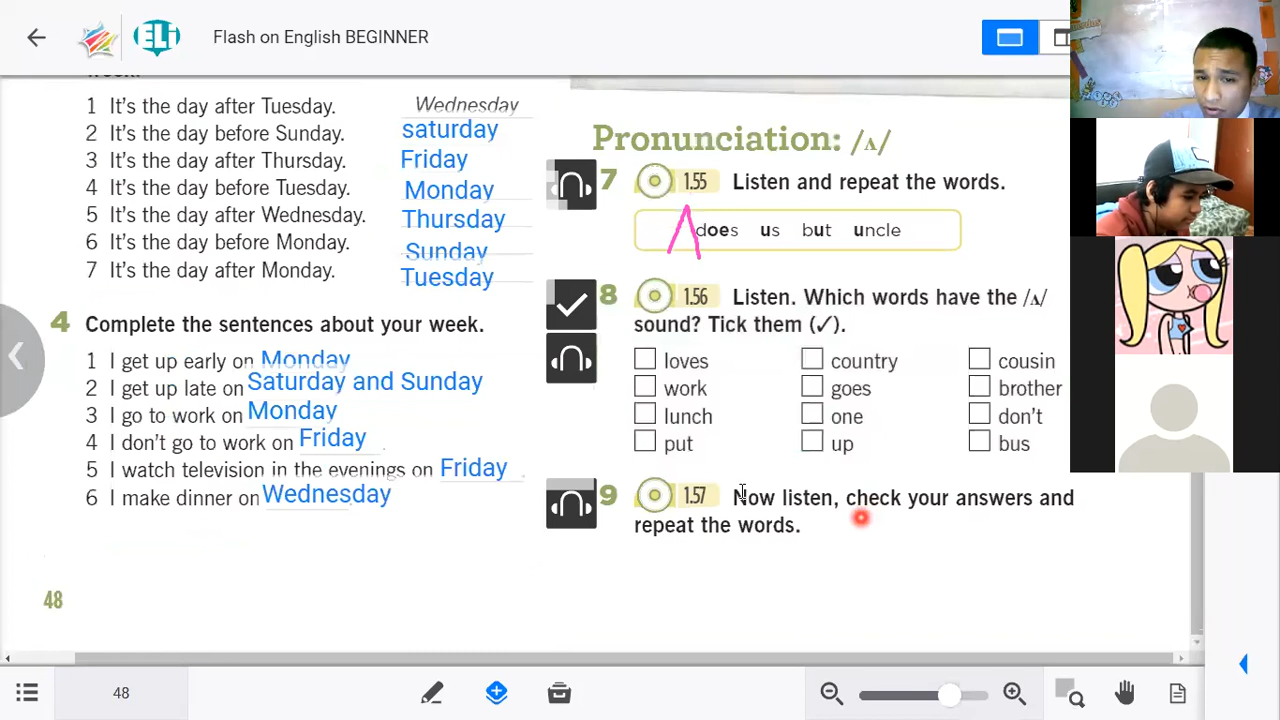 ELi Flash on English BEGINNER
week.
1 It's the day after Tuesday. Wednesday
2 It's the day before Sunday. saturday
3 It's the day after Thursday. Friday
4 It's the day before Tuesday. Monday
5 It's the day after Wednesday. Thursday
6 It's the day before Monday. Sunday
7 It's the day after Monday. Tuesday
4 Complete the sentences about your week.
1 I get up early on Monday
2 I get up late on Saturday and Sunday
3 I go to work on Monday
4 I don't go to work on Friday
5 I watch television in the evenings on Friday
6 I make dinner on Wednesday
48
Pronunciation: /ʌ/
7 1.55 Listen and repeat the words.
does us but uncle
8 1.56 Listen. Which words have the /ʌ/
sound? Tick them (✓).
loves country cousin
work goes brother
lunch one don't
put up bus
9 1.57 Now listen, check your answers and
repeat the words.
48